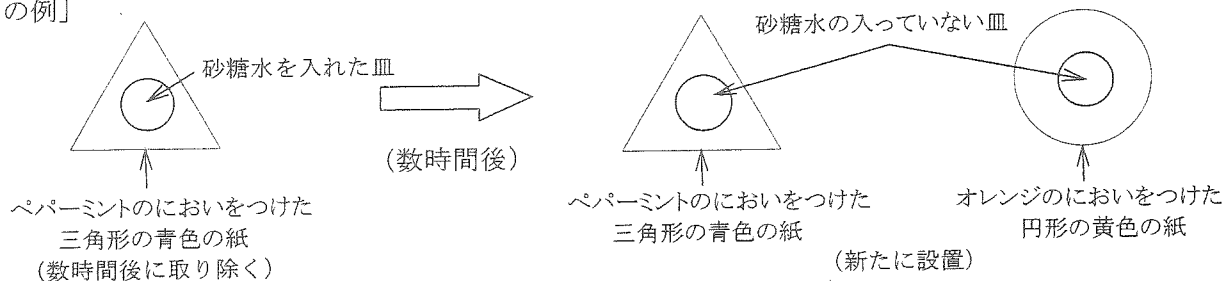 の例」
砂糖水を入れた皿
砂糖水の入っていない皿
(数時間後)
ペパーミントのにおいをつけた
三角形の青色の紙
(数時間後に取り除く)
ペパーミントのにおいをつけた
三角形の青色の紙
オレンジのにおいをつけた
円形の黄色の紙
(新たに設置)